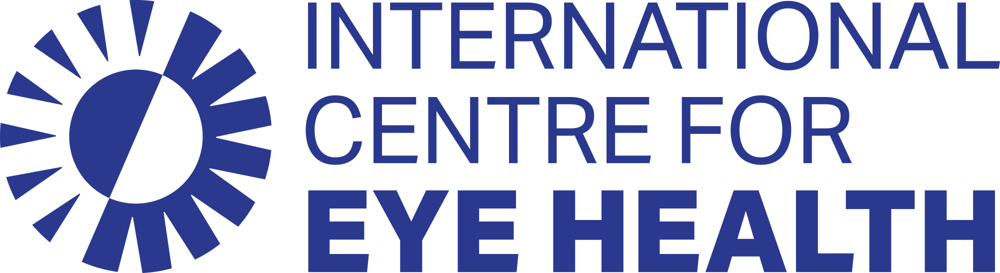 INTERNATIONAL
CENTRE FOR
EYE HEALTH